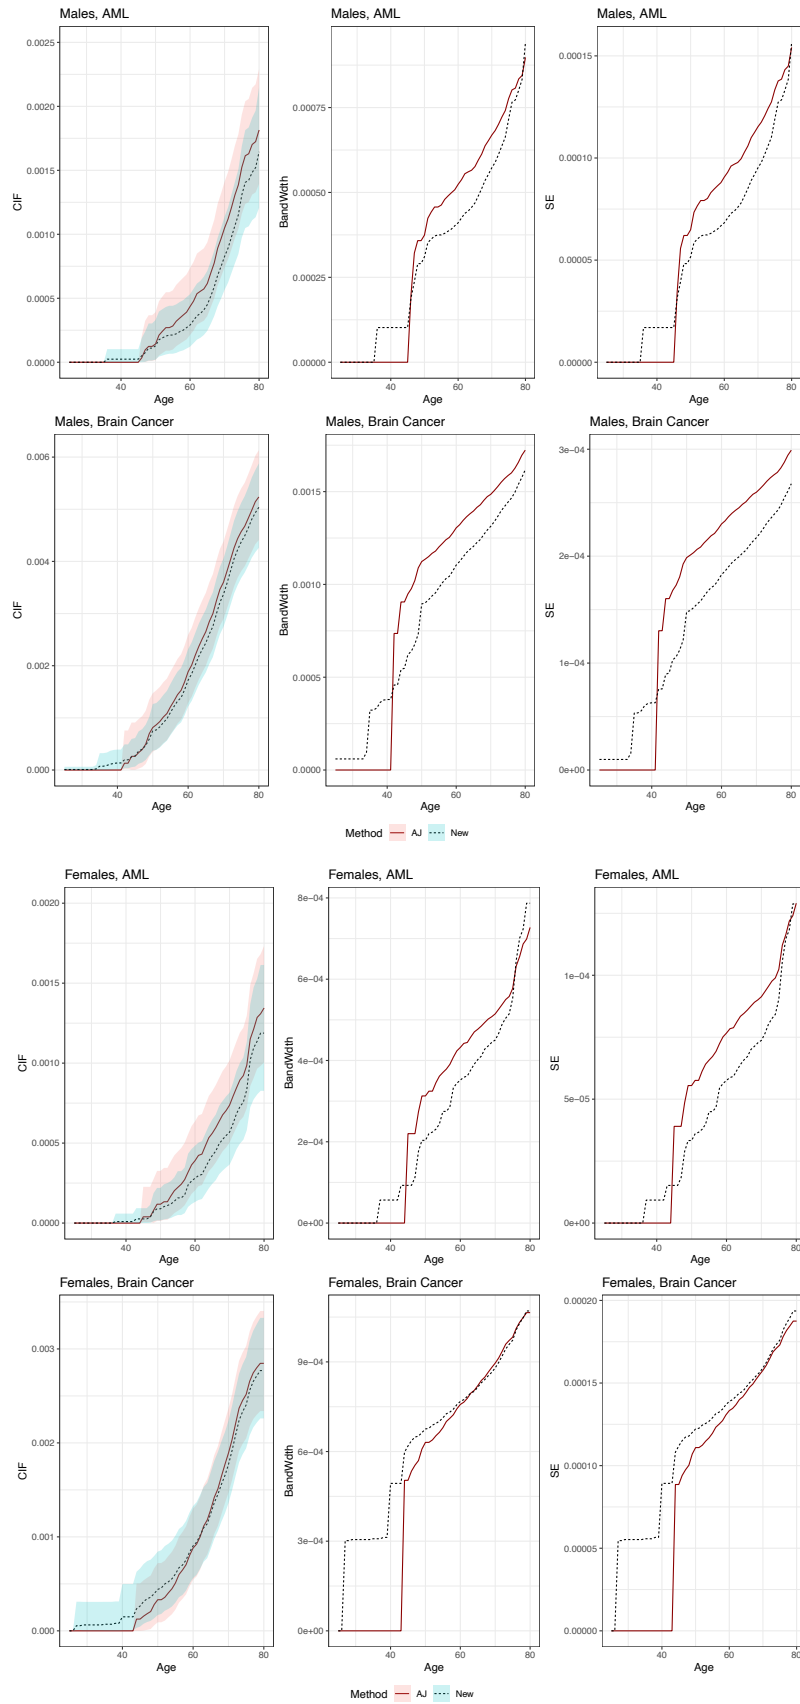 Males, AML
CIF
0.0025
0.0020
0.0015
0.0010
0.0005
0.0000
40 60 80
Age
Males, AML
BandWdth
0.00075
0.00050
0.00025
0.00000
40 60 80
Age
Males, AML
SE
0.00015
0.00010
0.00005
0.00000
40 60 80
Age
Males, Brain Cancer
CIF
0.006
0.004
0.002
0.000
40 60 80
Age
Males, Brain Cancer
BandWdth
0.0015
0.0010
0.0005
0.0000
40 60 80
Age
Males, Brain Cancer
SE
3e−04
2e−04
1e−04
0e+00
40 60 80
Age
Method AJ New
Females, AML
CIF
0.0020
0.0015
0.0010
0.0005
0.0000
40 60 80
Age
Females, AML
BandWdth
8e−04
6e−04
4e−04
2e−04
0e+00
40 60 80
Age
Females, AML
SE
1e−04
5e−05
0e+00
40 60 80
Age
Females, Brain Cancer
CIF
0.003
0.002
0.001
0.000
40 60 80
Age
Females, Brain Cancer
BandWdth
9e−04
6e−04
3e−04
0e+00
40 60 80
Age
Females, Brain Cancer
SE
0.00020
0.00015
0.00010
0.00005
0.00000
40 60 80
Age
Method AJ New